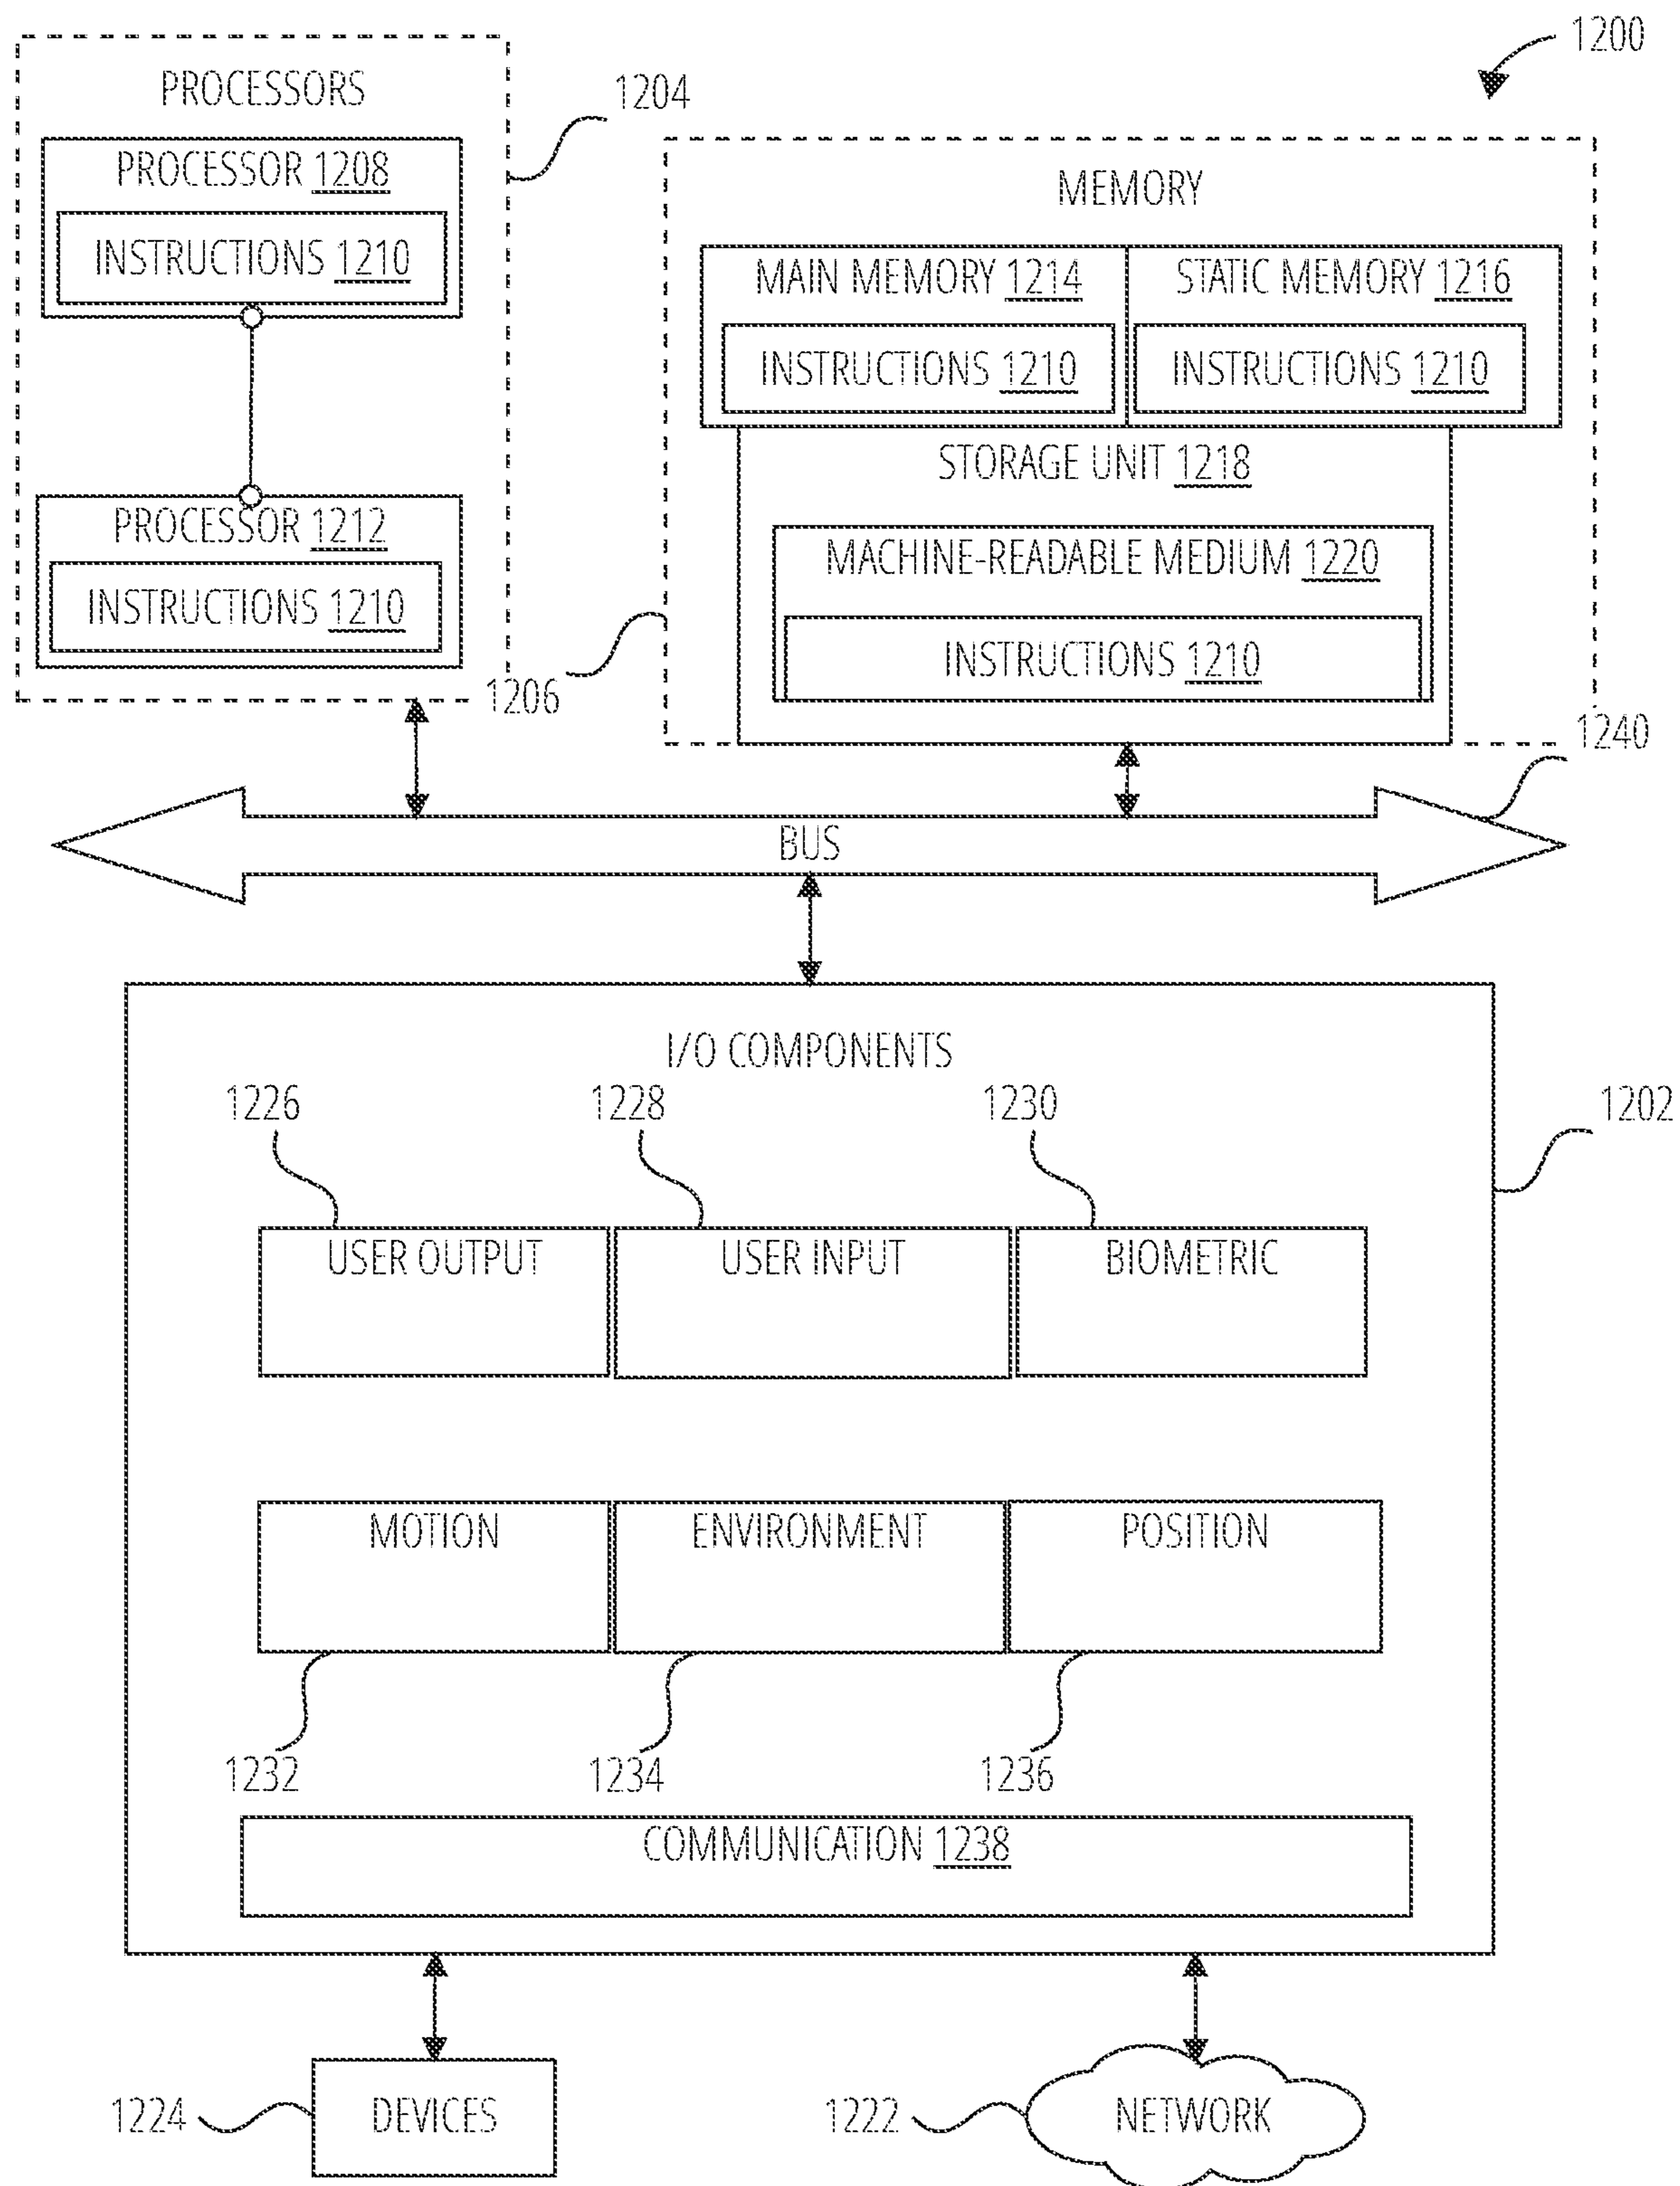 1200
PROCESSORS
1204
PROCESSOR 1208
INSTRUCTIONS 1210
PROCESSOR 1212
INSTRUCTIONS 1210
MEMORY
MAIN MEMORY 1214
INSTRUCTIONS 1210
STATIC MEMORY 1216
INSTRUCTIONS 1210
STORAGE UNIT 1218
MACHINE-READABLE MEDIUM 1220
INSTRUCTIONS 1210
1206
1240
BUS
I/O COMPONENTS
1202
1226
1228
1230
USER OUTPUT
USER INPUT
BIOMETRIC
MOTION
ENVIRONMENT
POSITION
1232
1234
1236
COMMUNICATION 1238
1224
DEVICES
1222
NETWORK